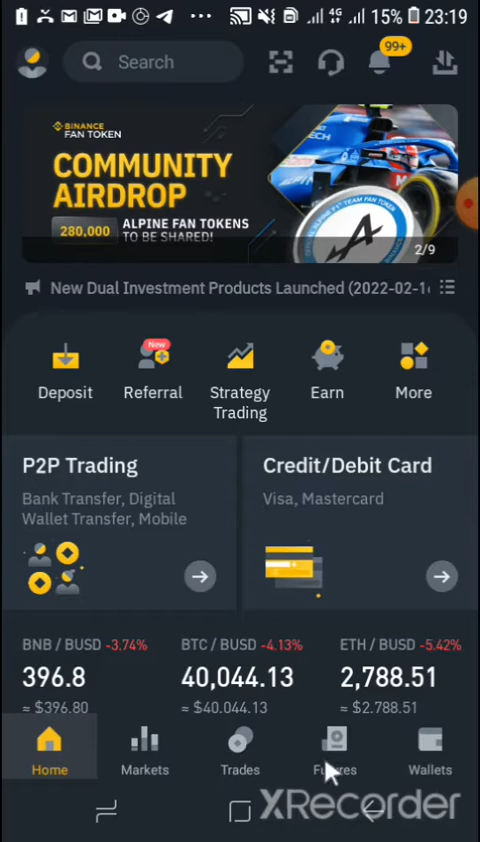 4G 15% 23:19
Search
99+
BINANCE
FAN TOKEN
COMMUNITY
AIRDROP
280,000 ALPINE FAN TOKENS
TO BE SHARED!
2/9
New Dual Investment Products Launched (2022-02-1
New
Deposit Referral Strategy Trading Earn More
P2P Trading
Bank Transfer, Digital
Wallet Transfer, Mobile
Credit/Debit Card
Visa, Mastercard
BNB / BUSD -3.74% BTC / BUSD -4.13% ETH / BUSD -5.42%
396.8 40,044.13 2,788.51
≈ $396.80 ≈ $40,044.13 ≈ $2,788.51
Home Markets Trades Futures Wallets
XRecorder